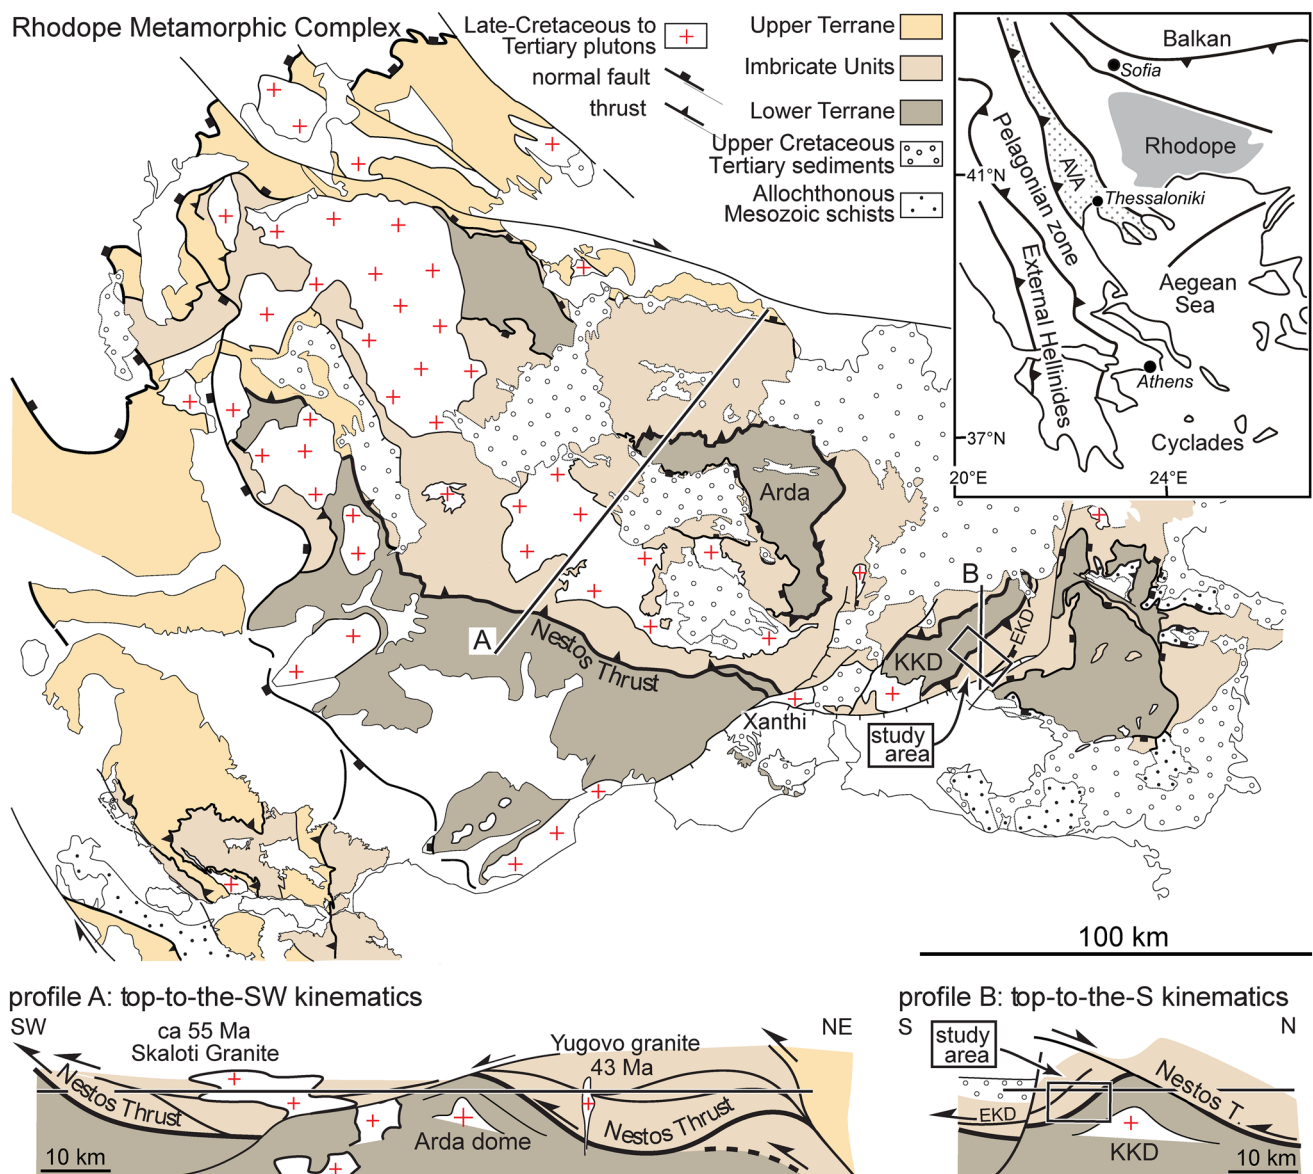 Rhodope Metamorphic Complex
Late-Cretaceous to
Tertiary plutons
normal fault
thrust
Upper Terrane
Imbricate Units
Lower Terrane
Upper Cretaceous
Tertiary sediments
Allochthonous
Mesozoic schists
Balkan
Sofia
Rhodope
Pelagonian zone
AVA
41°N
Thessaloniki
External Hellinides
Aegean
Sea
Athens
37°N
Cyclades
20°E
24°E
Arda
A
B
Nestos Thrust
KKD
EKD
Xanthi
study
area
100 km
profile A: top-to-the-SW kinematics
SW
NE
ca 55 Ma
Skaloti Granite
Yugovo granite
43 Ma
Nestos Thrust
Nestos Thrust
Arda dome
10 km
profile B: top-to-the-S kinematics
S
N
study
area
Nestos T.
EKD
KKD
10 km